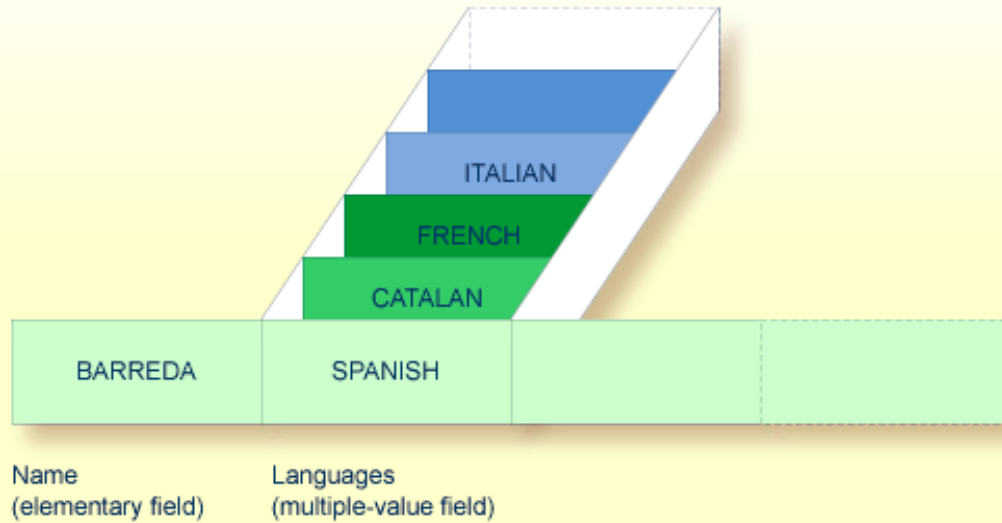 ITALIAN
FRENCH
CATALAN
BARREDA SPANISH
Name Languages
(elementary field) (multiple-value field)